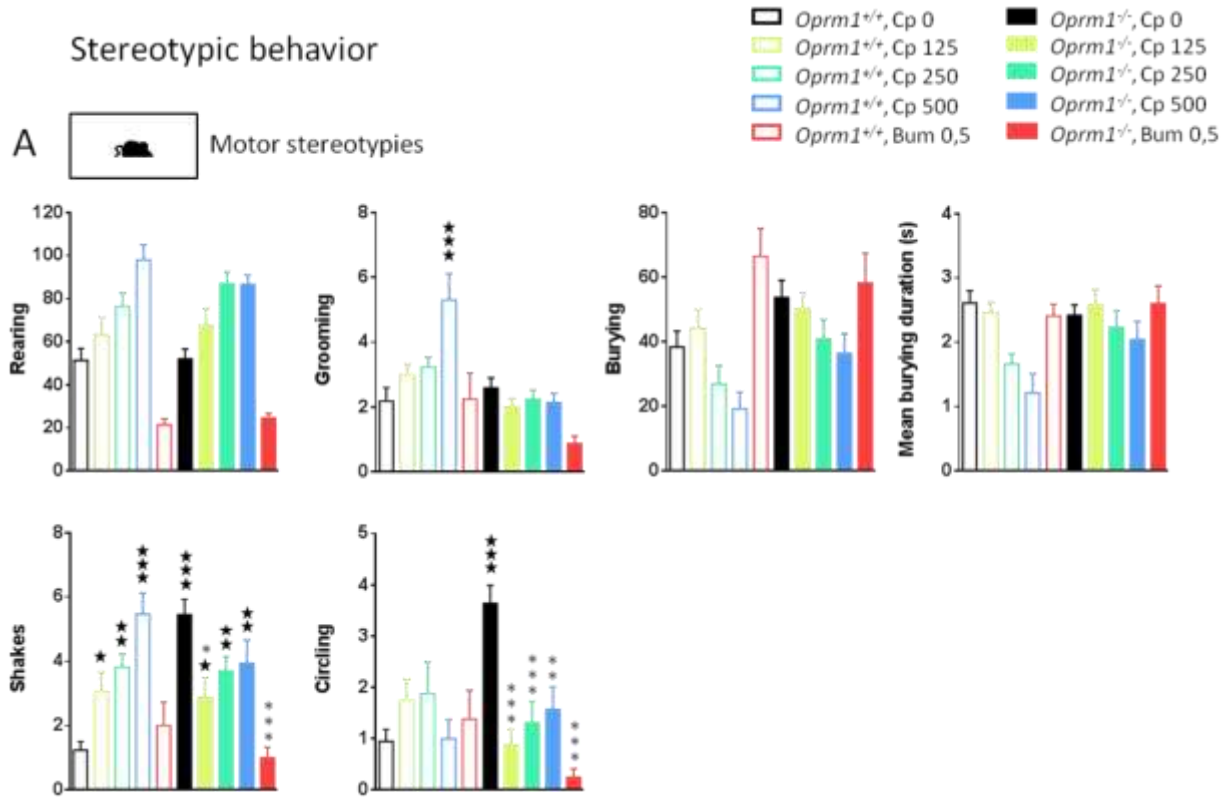 Stereotypic behavior
Oprm1+/+, Cp 0
Oprm1+/+, Cp 125
Oprm1+/+, Cp 250
Oprm1+/+, Cp 500
Oprm1+/+, Bum 0,5
Oprm1-/-, Cp 0
Oprm1-/-, Cp 125
Oprm1-/-, Cp 250
Oprm1-/-, Cp 500
Oprm1-/-, Bum 0,5
A
Motor stereotypies
Rearing
120
100
80
60
40
20
0
Grooming
8
6
4
2
0
★★★
Burying
80
60
40
20
0
Mean burying duration (s)
4
3
2
1
0
Shakes
8
6
4
2
0
★
★★
★★★
★★★
*★
★★
★★
***
Circling
5
4
3
2
1
0
★★★
***
***
**
***